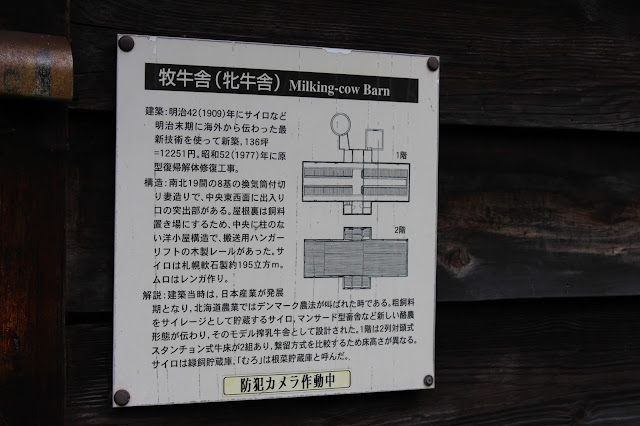 牧牛舎(牝牛舎) Milking-cow Barn
建築:明治42(1909)年にサイロなど
明治末期に海外から伝わった最
新技術を使って新築。136坪
=12251円。昭和52(1977)年に原
型復帰解体修復工事。
構造:南北19間の8基の換気筒付切
り妻造りで、中央東西面に出入り
口の突出部がある。屋根裏は飼料
置き場にするため、中央に柱のな
い洋小屋構造で、搬送用ハンガー
リフトの木製レールがあった。サ
イロは札幌軟石製約195立方m。
ムロはレンガ作り。
1階
2階
解説:建築当時は、日本産業が発展
期となり、北海道農業ではデンマーク農法が叫ばれた時である。粗飼料
をサイレージとして貯蔵するサイロ、マンサード型畜舎など新しい酪農
形態が伝わり、そのモデル搾乳牛舎として設計された。1階は2列対頭式
スタンチョン式牛床が2組あり、繋留方式を比較するため床高さが異なる。
サイロは緑飼貯蔵庫、「むろ」は根菜貯蔵庫と呼んだ。
防犯カメラ作動中